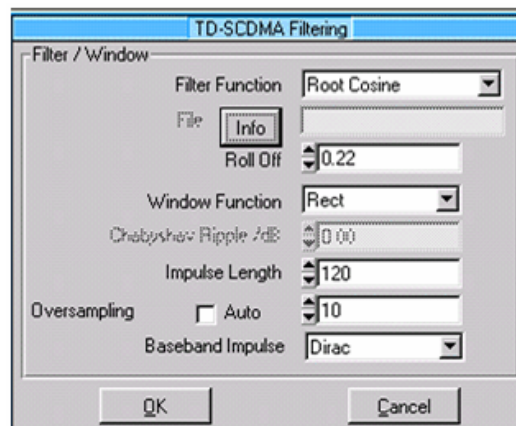 TD-SCDMA Filtering
Filter / Window
Filter Function Root Cosine
File Info
Roll Off 0.22
Window Function Rect
Chebyshev Ripple /dB 0.00
Impulse Length 120
Oversampling Auto 10
Baseband Impulse Dirac
OK Cancel